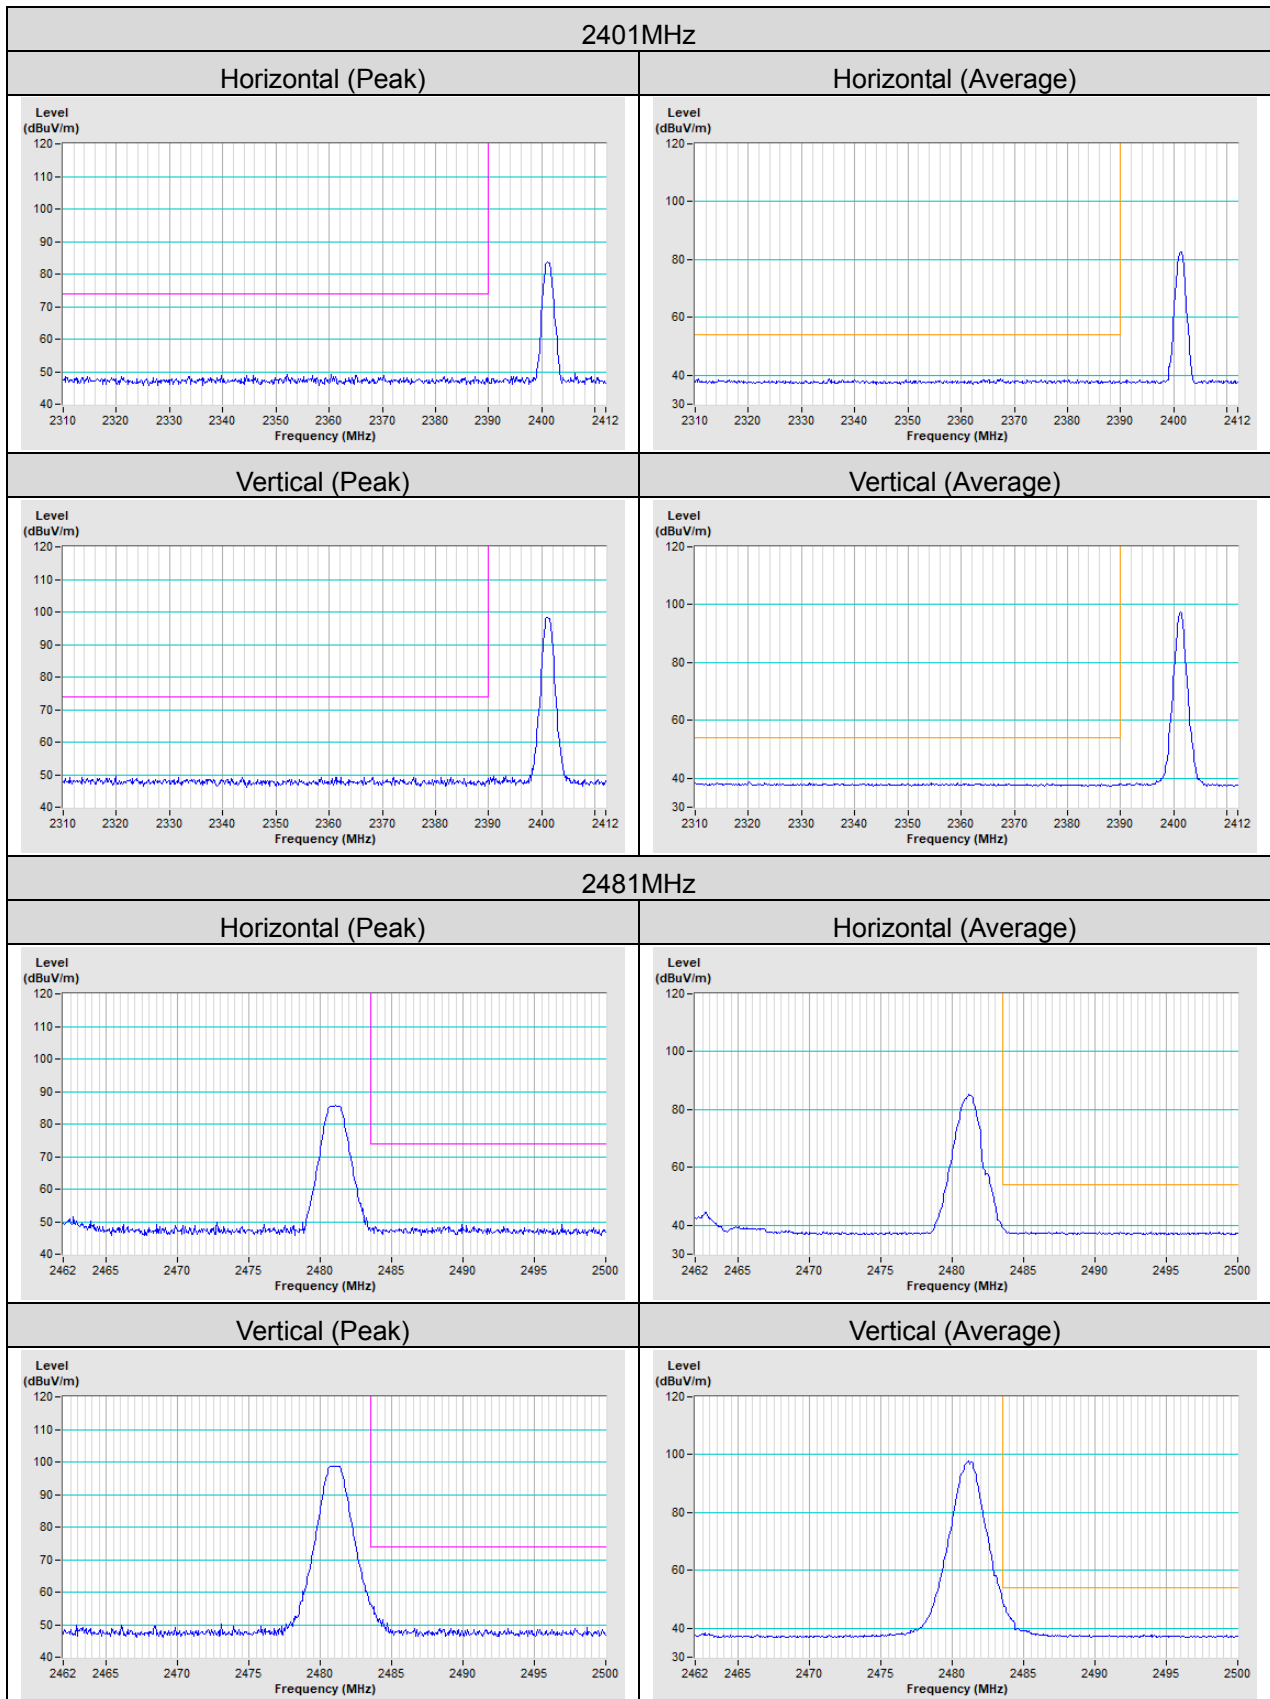 2401MHz
Horizontal (Peak)
Horizontal (Average)
Level
(dBuV/m)
120
110
100
90
80
70
60
50
40
2310 2320 2330 2340 2350 2360 2370 2380 2390 2400 2412
Frequency (MHz)
Level
(dBuV/m)
120
100
80
60
40
30
2310 2320 2330 2340 2350 2360 2370 2380 2390 2400 2412
Frequency (MHz)
Vertical (Peak)
Vertical (Average)
Level
(dBuV/m)
120
110
100
90
80
70
60
50
40
2310 2320 2330 2340 2350 2360 2370 2380 2390 2400 2412
Frequency (MHz)
Level
(dBuV/m)
120
100
80
60
40
30
2310 2320 2330 2340 2350 2360 2370 2380 2390 2400 2412
Frequency (MHz)
2481MHz
Horizontal (Peak)
Horizontal (Average)
Level
(dBuV/m)
120
110
100
90
80
70
60
50
40
2462 2465 2470 2475 2480 2485 2490 2495 2500
Frequency (MHz)
Level
(dBuV/m)
120
100
80
60
40
30
2462 2465 2470 2475 2480 2485 2490 2495 2500
Frequency (MHz)
Vertical (Peak)
Vertical (Average)
Level
(dBuV/m)
120
110
100
90
80
70
60
50
40
2462 2465 2470 2475 2480 2485 2490 2495 2500
Frequency (MHz)
Level
(dBuV/m)
120
100
80
60
40
30
2462 2465 2470 2475 2480 2485 2490 2495 2500
Frequency (MHz)